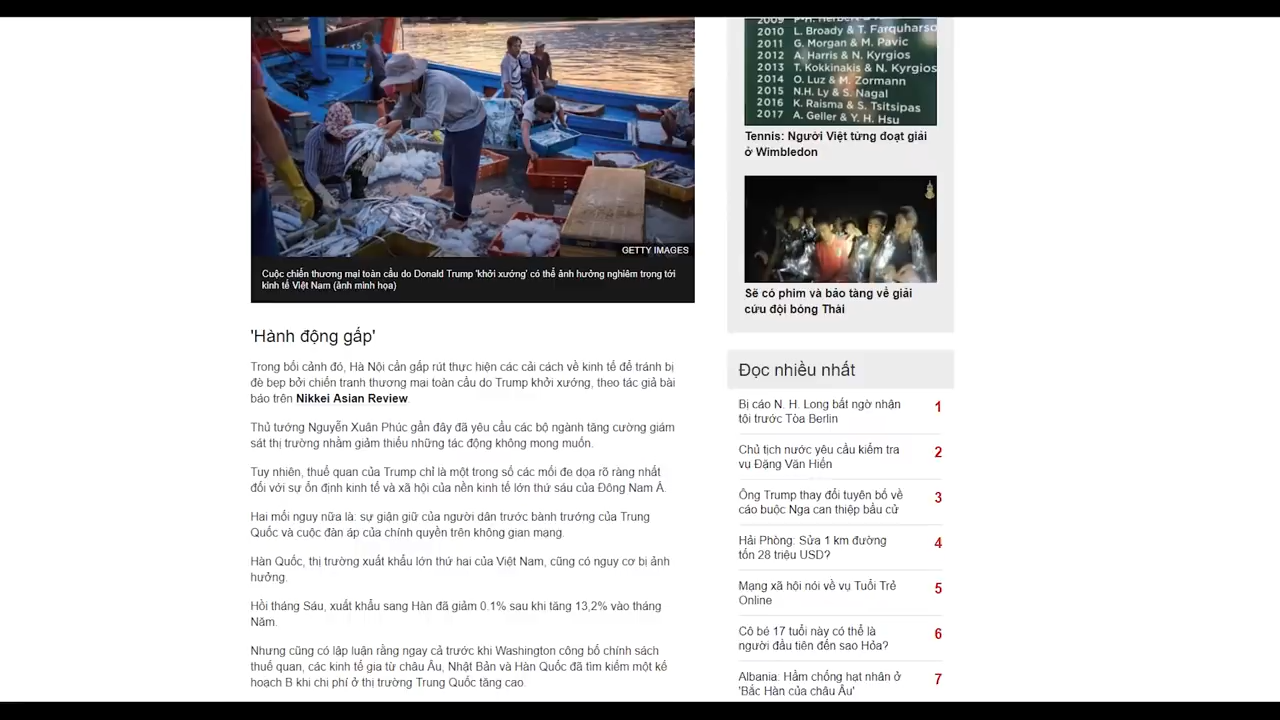 GETTY IMAGES
Cuộc chiến thương mại toàn cầu do Donald Trump 'khởi xướng' có thể ảnh hưởng nghiêm trọng tới
kinh tế Việt Nam (ảnh minh họa)
'Hành động gấp'
Trong bối cảnh đó, Hà Nội cần gấp rút thực hiện các cải cách về kinh tế để tránh bị
đè bẹp bởi chiến tranh thương mại toàn cầu do Trump khởi xướng, theo tác giả bài
báo trên Nikkei Asian Review.
Thủ tướng Nguyễn Xuân Phúc gần đây đã yêu cầu các bộ ngành tăng cường giám
sát thị trường nhằm giảm thiểu những tác động không mong muốn.
Tuy nhiên, thuế quan của Trump chỉ là một trong số các mối đe dọa rõ ràng nhất
đối với sự ổn định kinh tế và xã hội của nền kinh tế lớn thứ sáu của Đông Nam Á.
Hai mối nguy nữa là: sự giận giữ của người dân trước bành trướng của Trung
Quốc và cuộc đàn áp của chính quyền trên không gian mạng.
Hàn Quốc, thị trường xuất khẩu lớn thứ hai của Việt Nam, cũng có nguy cơ bị ảnh
hưởng.
Hồi tháng Sáu, xuất khẩu sang Hàn đã giảm 0.1% sau khi tăng 13,2% vào tháng
Năm.
Nhưng cũng có lập luận rằng ngay cả trước khi Washington công bố chính sách
thuế quan, các kinh tế gia từ châu Âu, Nhật Bản và Hàn Quốc đã tìm kiếm một kế
hoạch B khi chi phí ở thị trường Trung Quốc tăng cao.
2009 P.H. Herbert &
2010 L. Broady & T. Farquharso
2011 G. Morgan & M. Pavic
2012 A. Harris & N. Kyrgios
2013 T. Kokkinakis & N. Kyrgios
2014 O. Luz & M. Zormann
2015 N.H. Ly & S. Nagal
2016 K. Raisma & S. Tsitsipas
2017 A. Geller & Y. H. Hsu
Tennis: Người Việt từng đoạt giải
ở Wimbledon
Sẽ có phim và bảo tàng về giải
cứu đội bóng Thái
Đọc nhiều nhất
Bị cáo N. H. Long bất ngờ nhận
tội trước Tòa Berlin
1
Chủ tịch nước yêu cầu kiểm tra
vụ Đặng Văn Hiến
2
Ông Trump thay đổi tuyên bố về
cáo buộc Nga can thiệp bầu cử
3
Hải Phòng: Sửa 1 km đường
tốn 28 triệu USD?
4
Mạng xã hội nói về vụ Tuổi Trẻ
Online
5
Cô bé 17 tuổi này có thể là
người đầu tiên đến sao Hỏa?
6
Albania: Hầm chống hạt nhân ở
'Bắc Hàn của châu Âu'
7